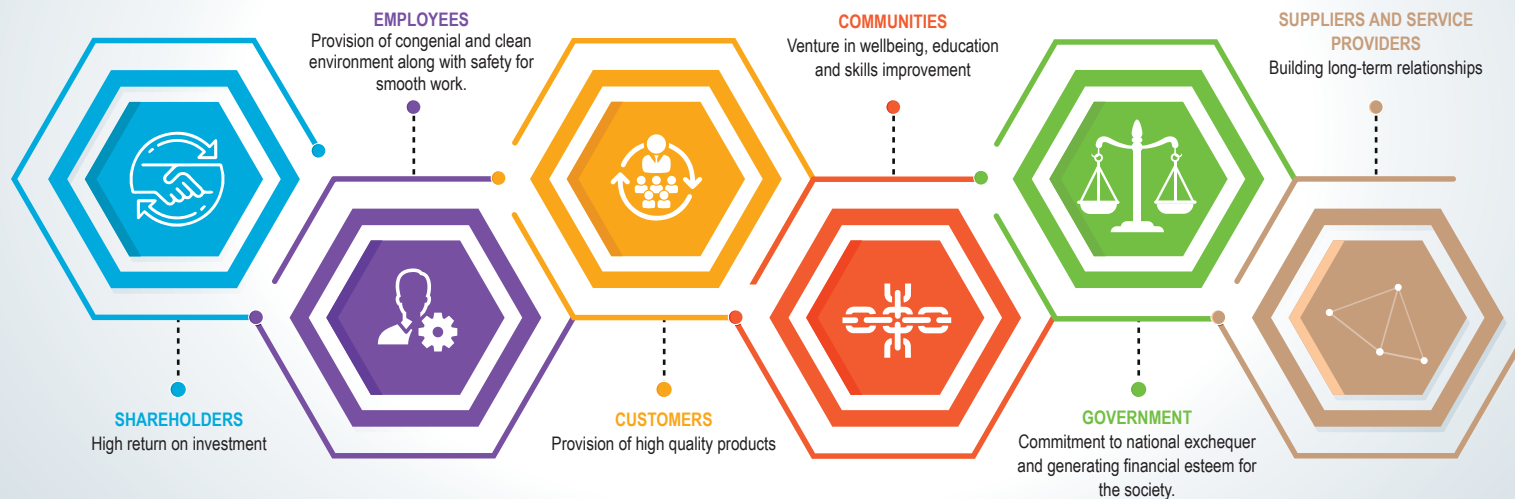 EMPLOYEES
Provision of congenial and clean
environment along with safety for
smooth work.
COMMUNITIES
Venture in wellbeing, education
and skills improvement
SUPPLIERS AND SERVICE
PROVIDERS
Building long-term relationships
SHAREHOLDERS
High return on investment
CUSTOMERS
Provision of high quality products
GOVERNMENT
Commitment to national exchequer
and generating financial esteem for
the society.